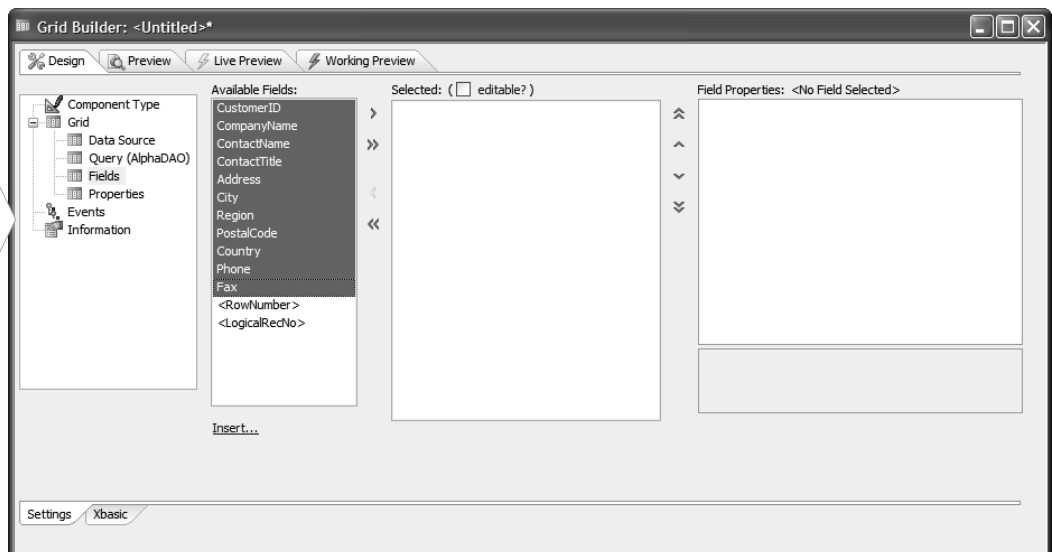 Grid Builder: <Untitled>*
Design Preview Live Preview Working Preview
Component Type
Grid
Data Source
Query (AlphaDAO)
Fields
Properties
Events
Information
Available Fields:
CustomerID
CompanyName
ContactName
ContactTitle
Address
City
Region
PostalCode
Country
Phone
Fax
<RowNumber>
<LogicalRecNo>
Insert...
Selected: ( editable? )
Field Properties: <No Field Selected>
Settings Xbasic